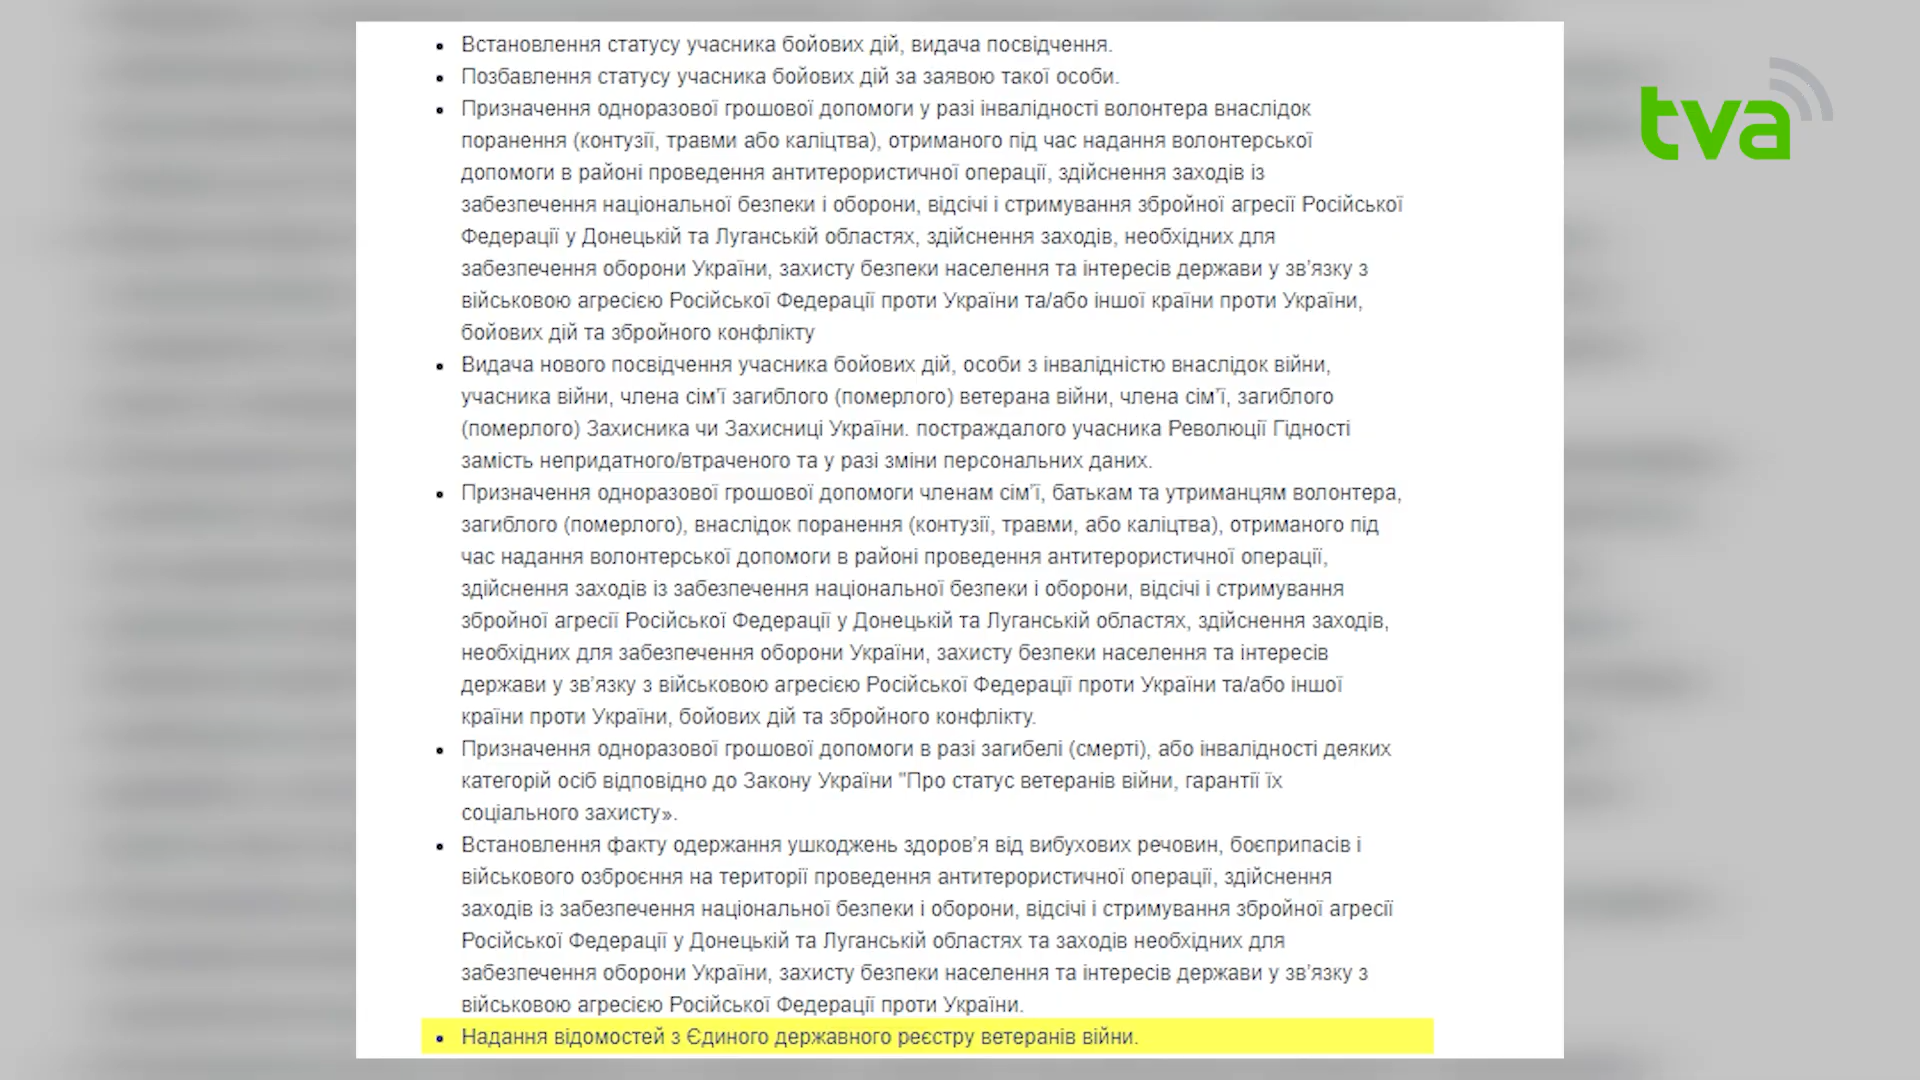 Встановлення статусу учасника бойових дій, видача посвідчення.
Позбавлення статусу учасника бойових дій за заявою такої особи.
Призначення одноразової грошової допомоги у разі інвалідності волонтера внаслідок
поранення (контузії, травми або каліцтва), отриманого під час надання волонтерської
допомоги в районі проведення антитерористичної операції, здійснення заходів із
забезпечення національної безпеки і оборони, відсічі і стримування збройної агресії Російської
Федерації у Донецькій та Луганській областях, здійснення заходів, необхідних для
забезпечення оборони України, захисту безпеки населення та інтересів держави у зв’язку з
військовою агресією Російської Федерації проти України та/або іншої країни проти України,
бойових дій та збройного конфлікту
Видача нового посвідчення учасника бойових дій, особи з інвалідністю внаслідок війни,
учасника війни, члена сім’ї загиблого (померлого) ветерана війни, члена сім’ї, загиблого
(померлого) Захисника чи Захисниці України. постраждалого учасника Революції Гідності
замість непридатного/втраченого та у разі зміни персональних даних.
Призначення одноразової грошової допомоги членам сім’ї, батькам та утриманцям волонтера,
загиблого (померлого), внаслідок поранення (контузії, травми, або каліцтва), отриманого під
час надання волонтерської допомоги в районі проведення антитерористичної операції,
здійснення заходів із забезпечення національної безпеки і оборони, відсічі і стримування
збройної агресії Російської Федерації у Донецькій та Луганській областях, здійснення заходів,
необхідних для забезпечення оборони України, захисту безпеки населення та інтересів
держави у зв’язку з військовою агресією Російської Федерації проти України та/або іншої
країни проти України, бойових дій та збройного конфлікту.
Призначення одноразової грошової допомоги в разі загибелі (смерті), або інвалідності деяких
категорій осіб відповідно до Закону України "Про статус ветеранів війни, гарантії їх
соціального захисту».
Встановлення факту одержання ушкоджень здоров’я від вибухових речовин, боєприпасів і
військового озброєння на території проведення антитерористичної операції, здійснення
заходів із забезпечення національної безпеки і оборони, відсічі і стримування збройної агресії
Російської Федерації у Донецькій та Луганській областях та заходів необхідних для
забезпечення оборони України, захисту безпеки населення та інтересів держави у зв’язку з
військовою агресією Російської Федерації проти України.
Надання відомостей з Єдиного державного реєстру ветеранів війни.
tva